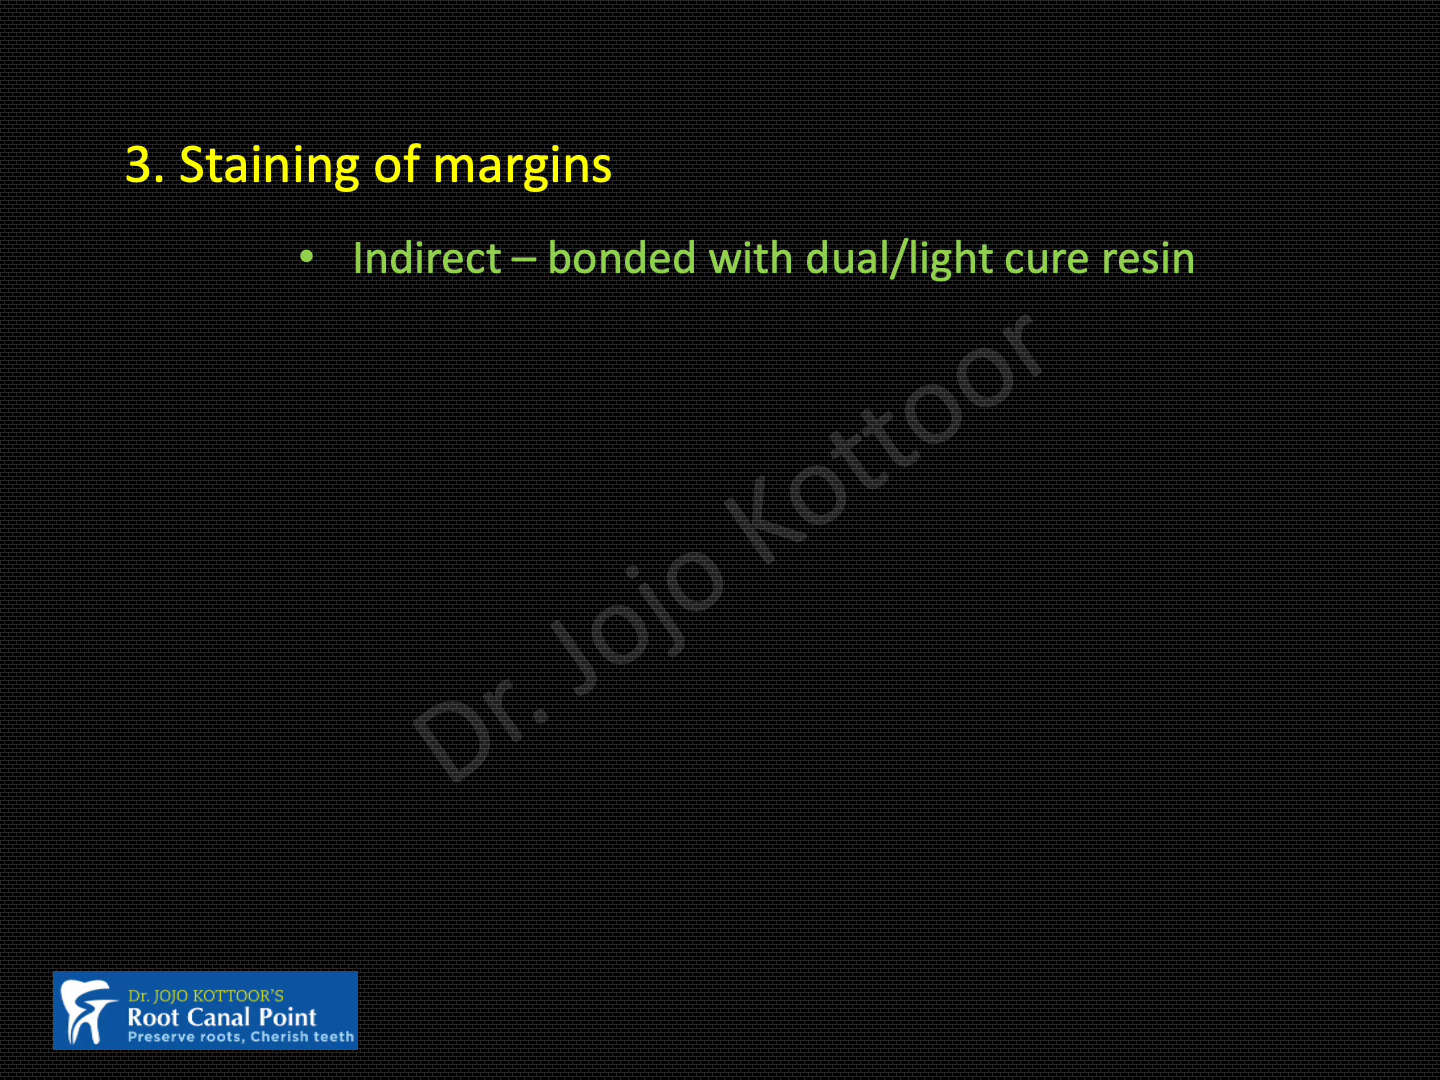 3. Staining of margins
• Indirect – bonded with dual/light cure resin
Dr. Jojo Kottoor
Dr. JOJO KOTTOOR'S
Root Canal Point
Preserve roots, Cherish teeth